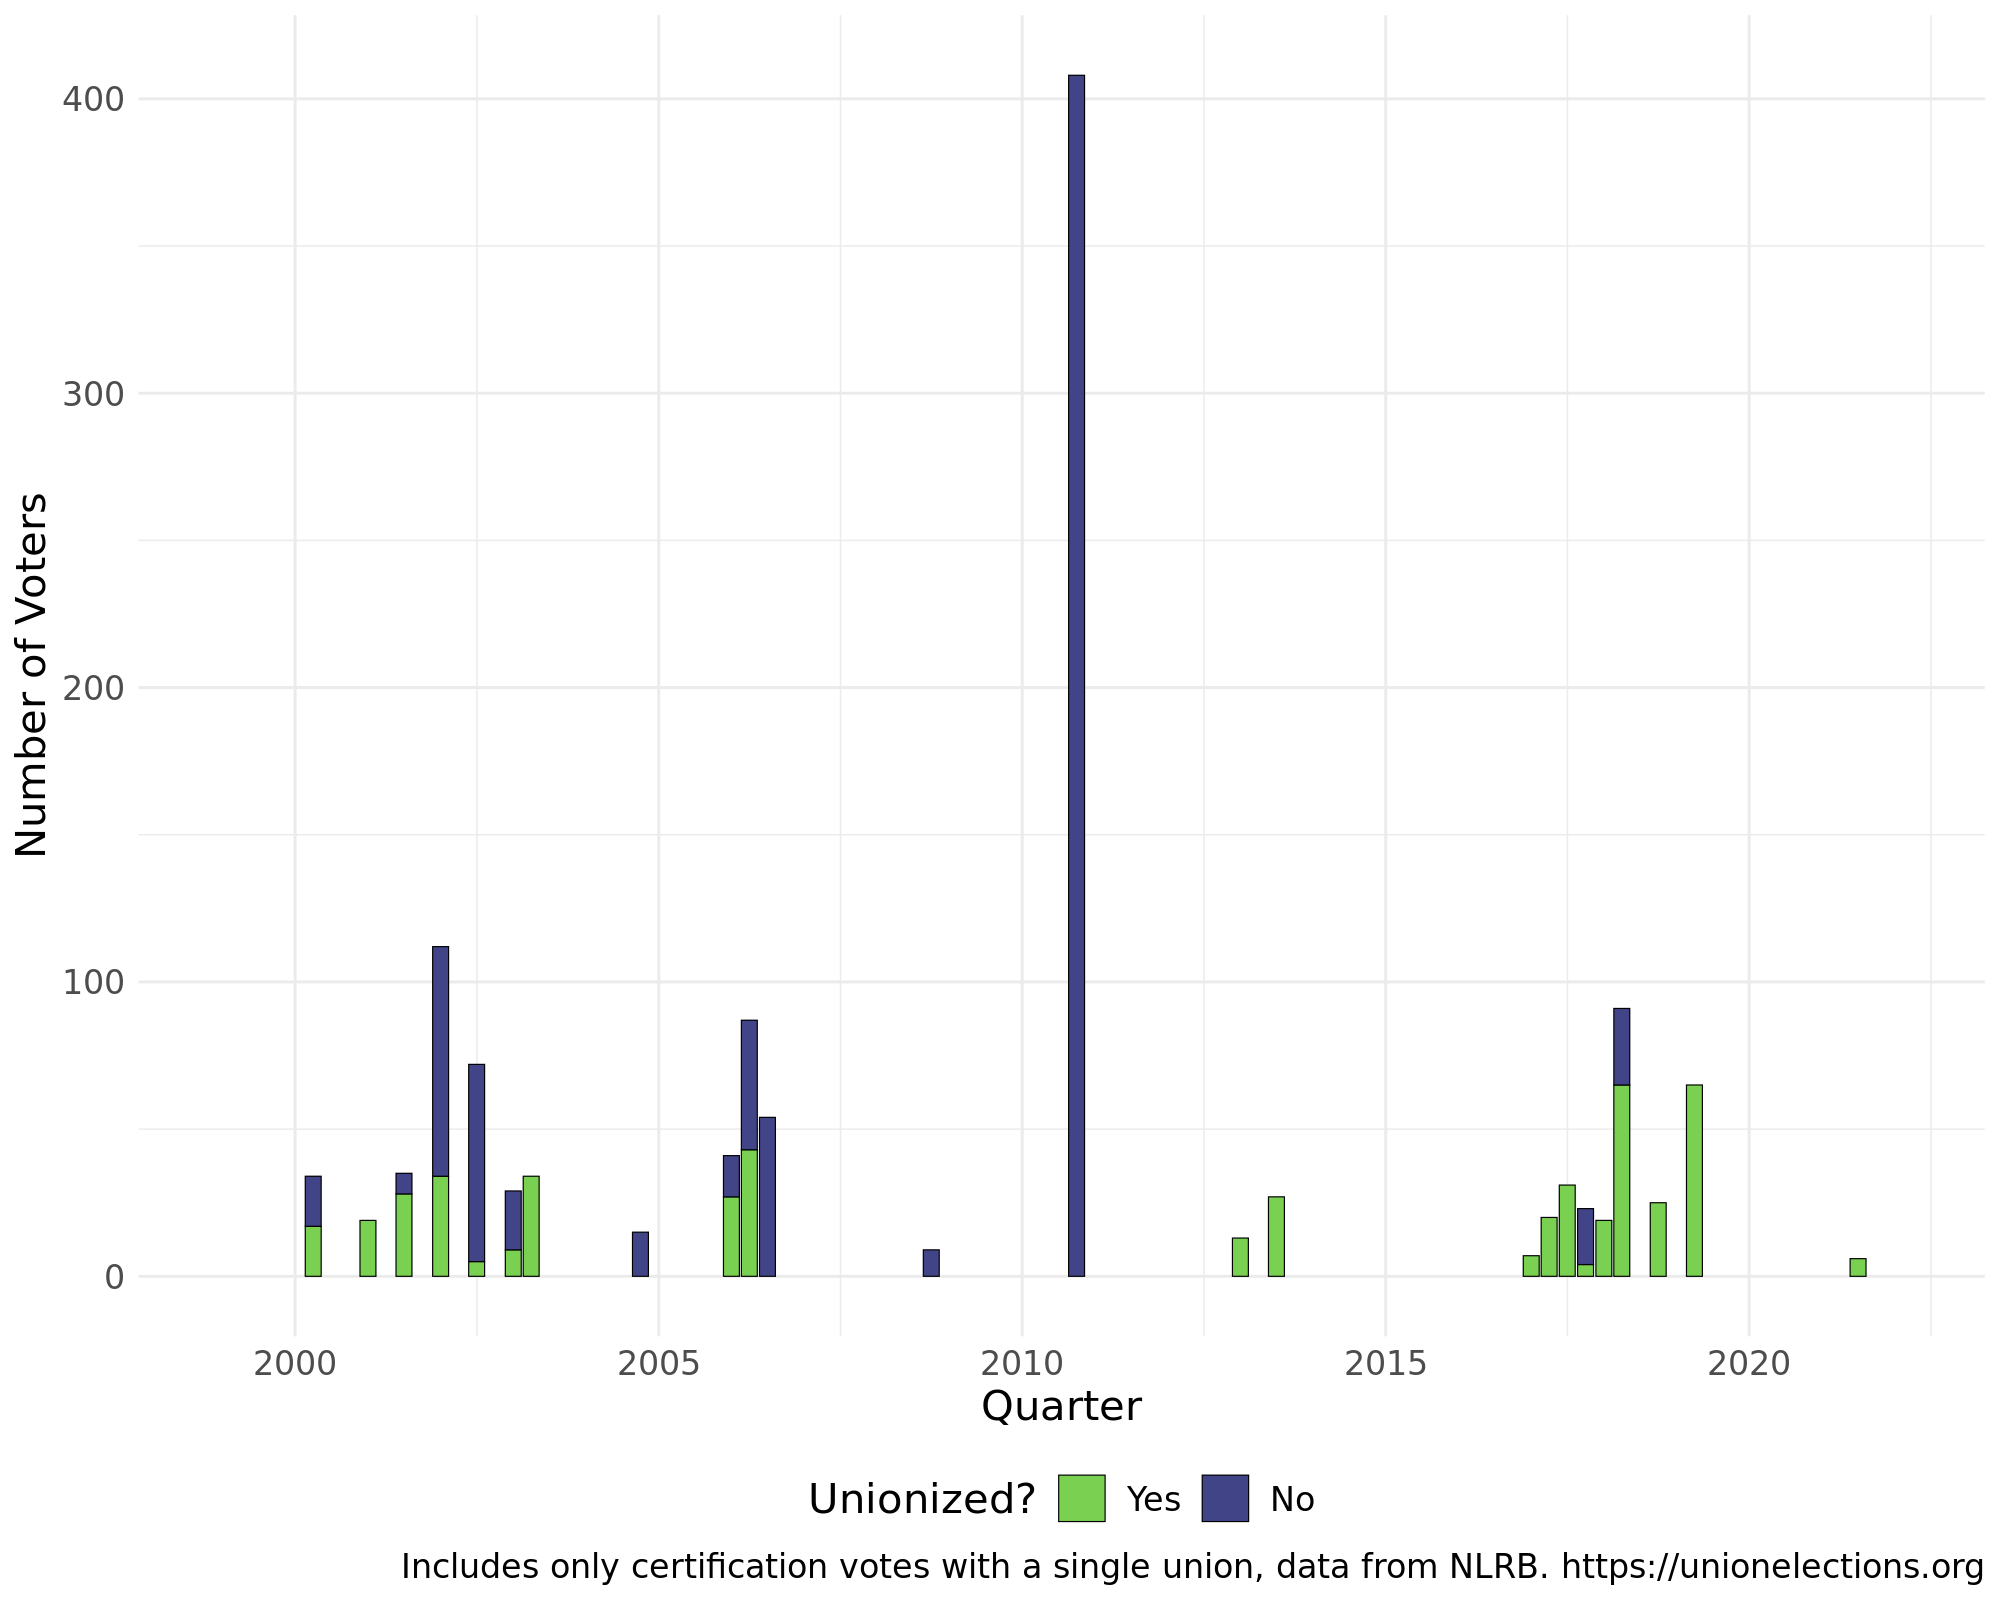 400
300
200
100
0
Number of Voters
2000 2005 2010 2015 2020
Quarter
Unionized? Yes No
Includes only certification votes with a single union, data from NLRB. https://unionelections.org